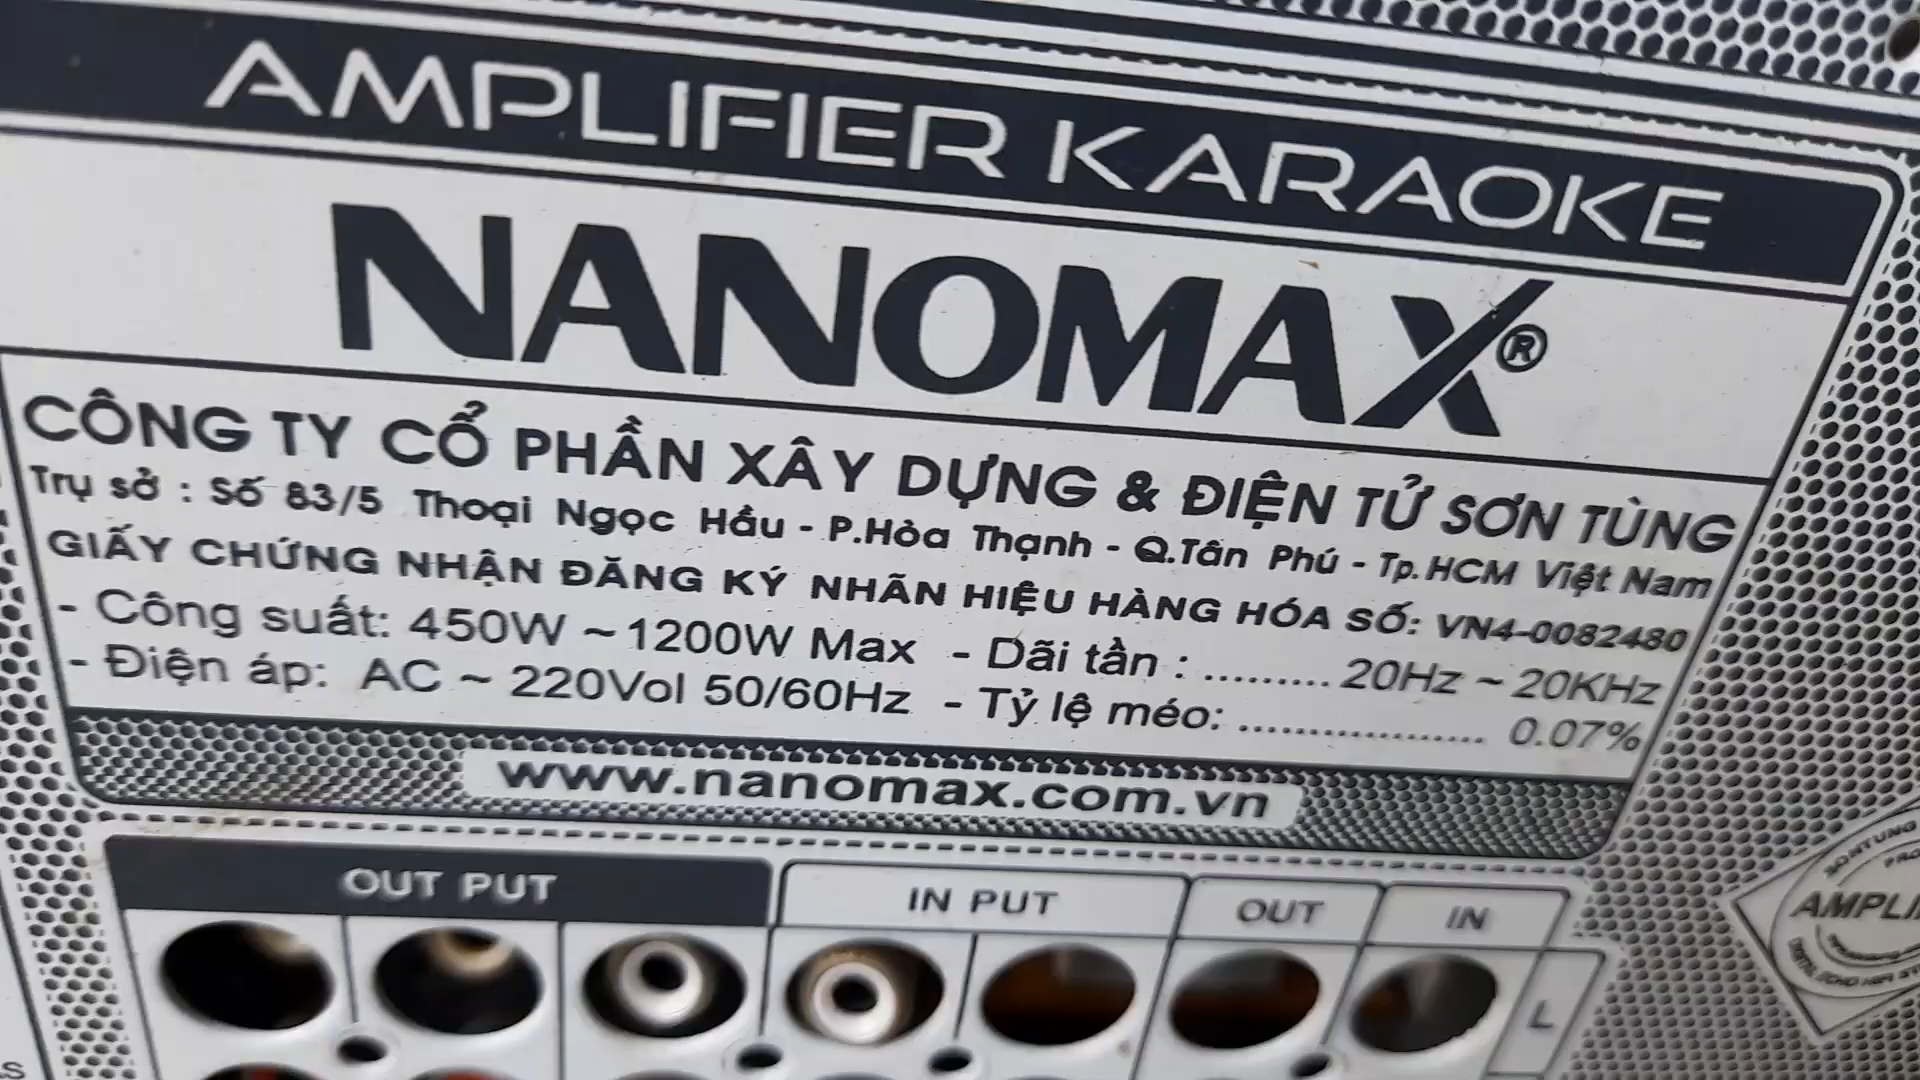 AMPLIFIER KARAOKE
NANOMAX®
CÔNG TY CỔ PHẦN XÂY DỰNG & ĐIỆN TỬ SƠN TÙNG
Trụ sở : Số 83/5 Thoại Ngọc Hầu - P.Hòa Thạnh - Q.Tân Phú - Tp.HCM Việt Nam
GIẤY CHỨNG NHẬN ĐĂNG KÝ NHÃN HIỆU HÀNG HÓA SỐ: VN4-0082480
- Công suất: 450W ~ 1200W Max - Dãi tần : ......... 20Hz ~ 20KHz
- Điện áp: AC ~ 220Vol 50/60Hz - Tỷ lệ méo: .................. 0.07%
www.nanomax.com.vn
OUT PUT IN PUT OUT IN
L